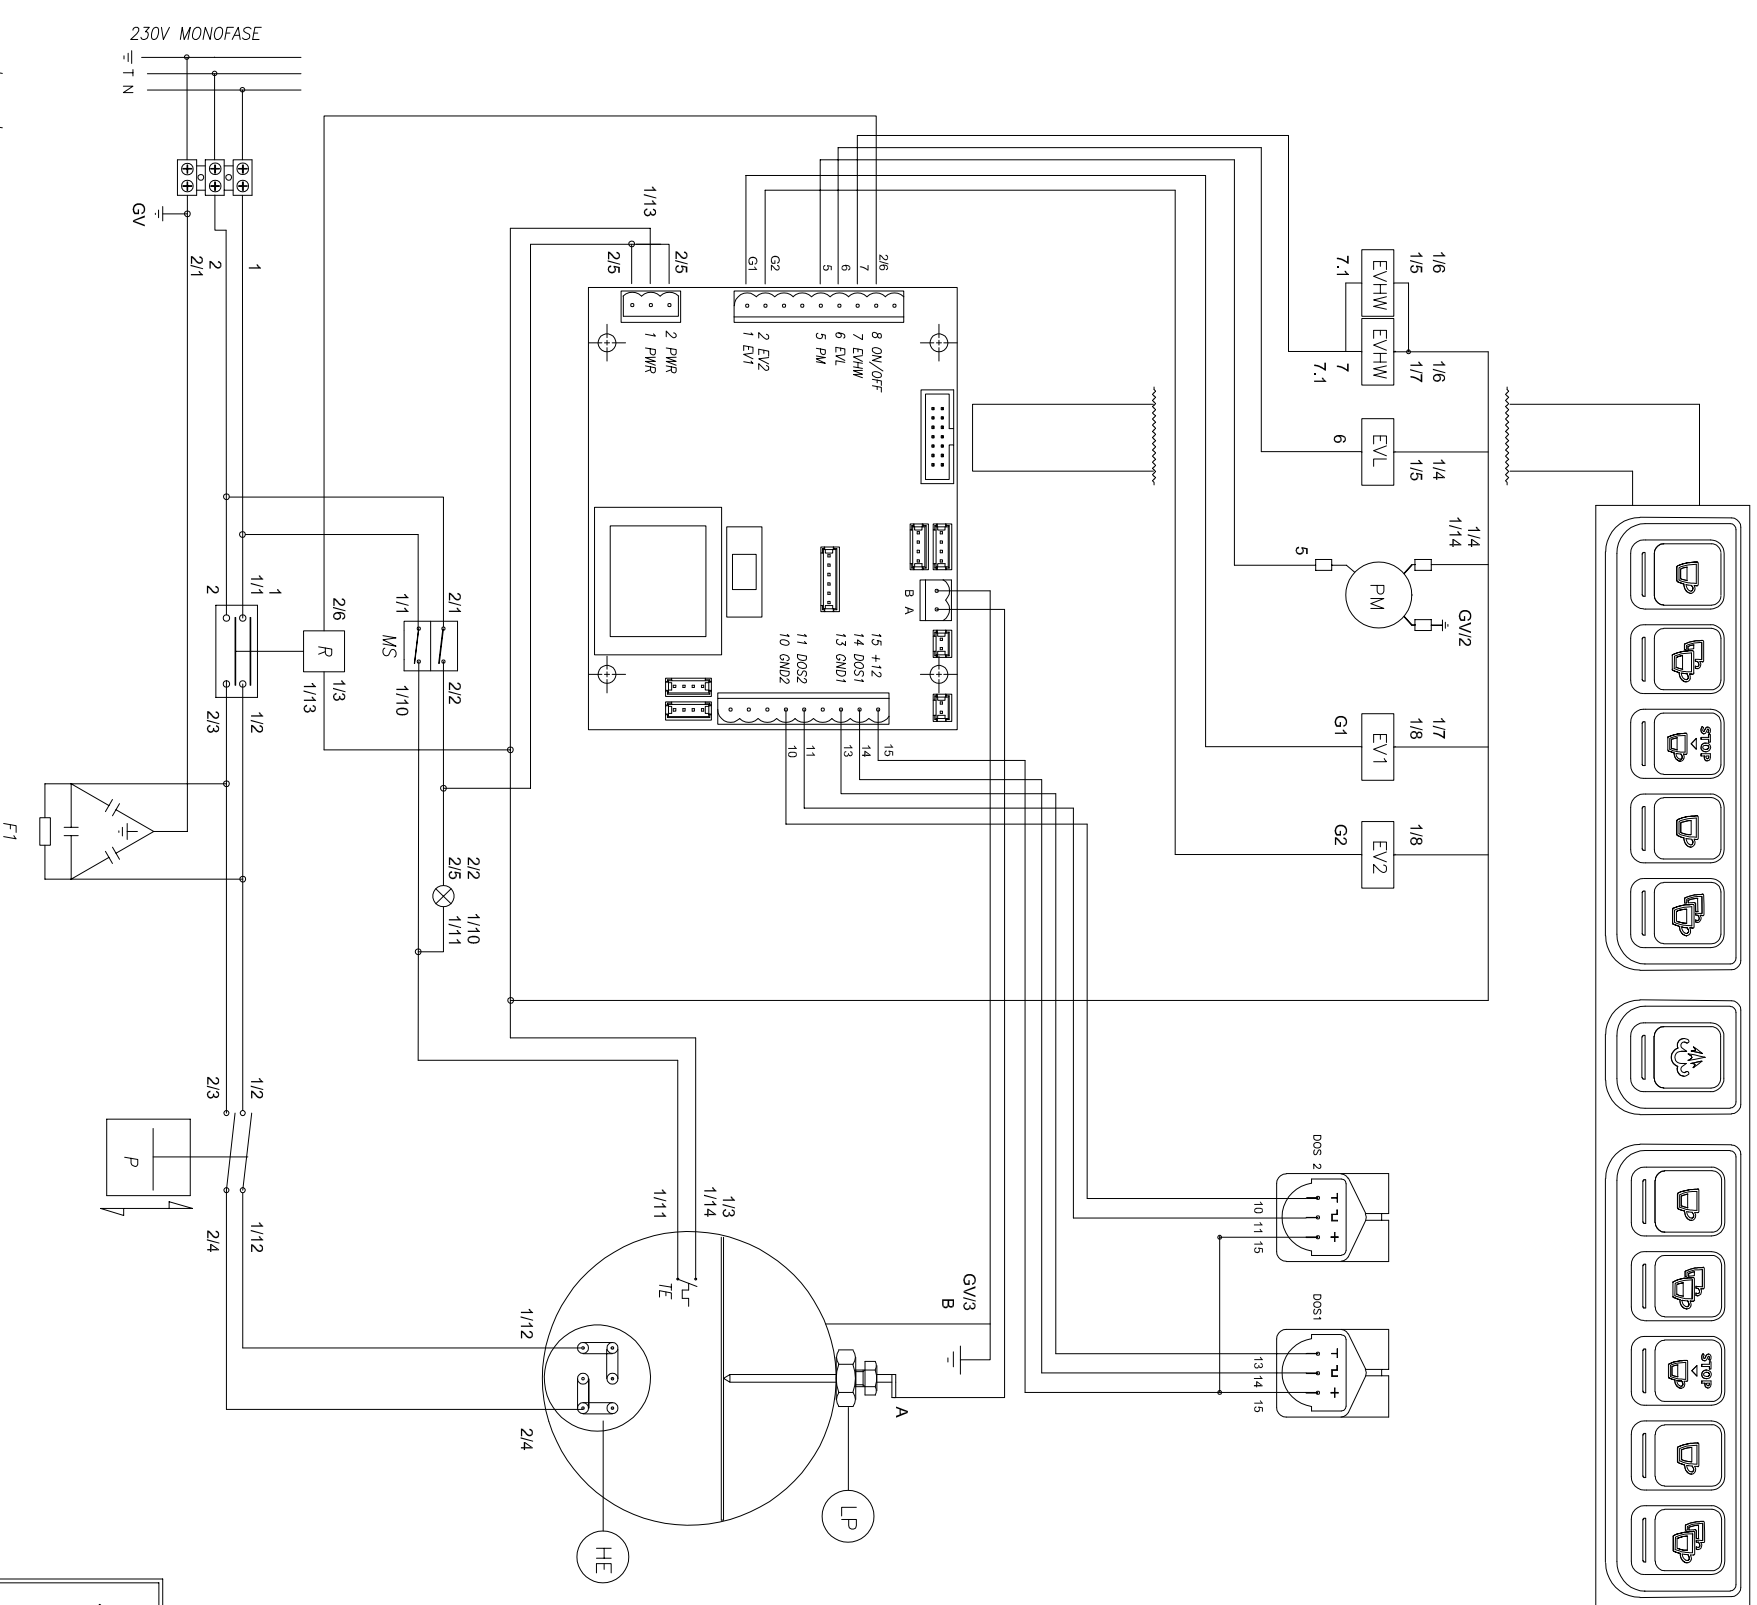 230V MONOFASE
T
N
GV
2/1
2
1
1/13
2/5
2/5
G1
G2
5
6
7
2/6
1 PWR
2 PWR
1 EV1
2 EV2
5 PM
6 EVL
7 EVHW
8 ON/OFF
7.1
EVHW
1/5
1/6
7.1
7
EVHW
1/7
1/6
6
EVL
1/5
1/4
5
PM
1/14
1/4
GV/2
G1
EV1
1/8
1/7
G2
EV2
1/8
B
A
10 GND2
11 DOS2
13 GND1
14 DOS1
15 +12
10
11
13
14
15
2
1/1
1
2/6
R
1/13
1/3
1/1
MS
2/1
1/10
2/2
2/3
1/2
F1
2/5
2/2
1/11
1/10
2/3
1/2
P
2/4
1/12
1/11
1/14
1/3
TE
1/12
2/4
HE
LP
A
B
GV/3
DOS 2
10
11
15
+
DOS1
13
14
15
+
STOP
STOP